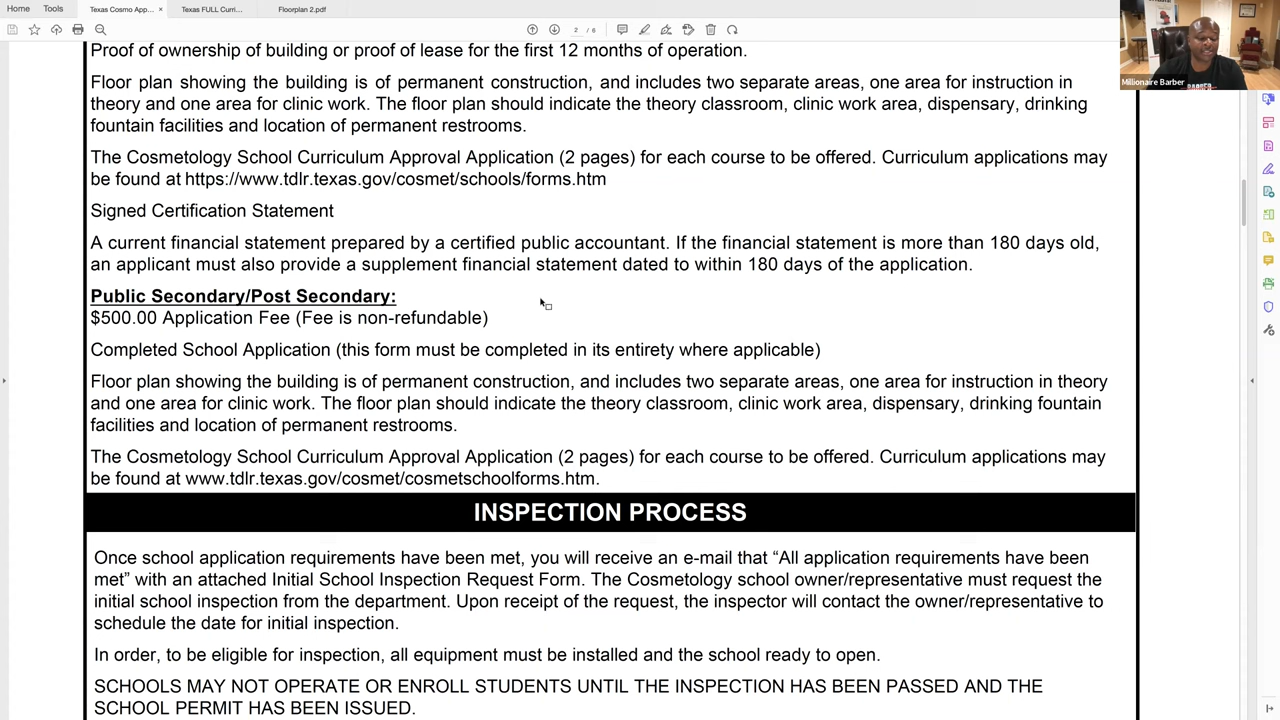 Home
Tools
Texas Cosmo App...
×
Texas FULL Curri...
Floorplan 2.pdf
2 / 6
Millionaire Barber
Proof of ownership of building or proof of lease for the first 12 months of operation.
Floor plan showing the building is of permanent construction, and includes two separate areas, one area for instruction in
theory and one area for clinic work. The floor plan should indicate the theory classroom, clinic work area, dispensary, drinking
fountain facilities and location of permanent restrooms.
The Cosmetology School Curriculum Approval Application (2 pages) for each course to be offered. Curriculum applications may
be found at https://www.tdlr.texas.gov/cosmet/schools/forms.htm
Signed Certification Statement
A current financial statement prepared by a certified public accountant. If the financial statement is more than 180 days old,
an applicant must also provide a supplement financial statement dated to within 180 days of the application.
Public Secondary/Post Secondary:
$500.00 Application Fee (Fee is non-refundable)
Completed School Application (this form must be completed in its entirety where applicable)
Floor plan showing the building is of permanent construction, and includes two separate areas, one area for instruction in theory
and one area for clinic work. The floor plan should indicate the theory classroom, clinic work area, dispensary, drinking fountain
facilities and location of permanent restrooms.
The Cosmetology School Curriculum Approval Application (2 pages) for each course to be offered. Curriculum applications may
be found at www.tdlr.texas.gov/cosmet/cosmetschoolforms.htm.
INSPECTION PROCESS
Once school application requirements have been met, you will receive an e-mail that “All application requirements have been
met” with an attached Initial School Inspection Request Form. The Cosmetology school owner/representative must request the
initial school inspection from the department. Upon receipt of the request, the inspector will contact the owner/representative to
schedule the date for initial inspection.
In order, to be eligible for inspection, all equipment must be installed and the school ready to open.
SCHOOLS MAY NOT OPERATE OR ENROLL STUDENTS UNTIL THE INSPECTION HAS BEEN PASSED AND THE
SCHOOL PERMIT HAS BEEN ISSUED.